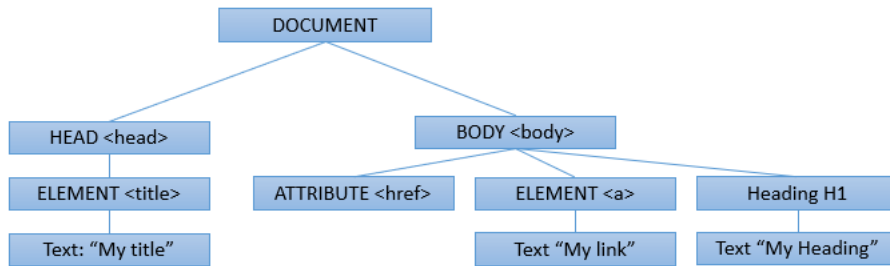 DOCUMENT
HEAD <head>
BODY <body>
ELEMENT <title>
ATTRIBUTE <href>
ELEMENT <a>
Heading H1
Text: “My title”
Text “My link”
Text “My Heading”